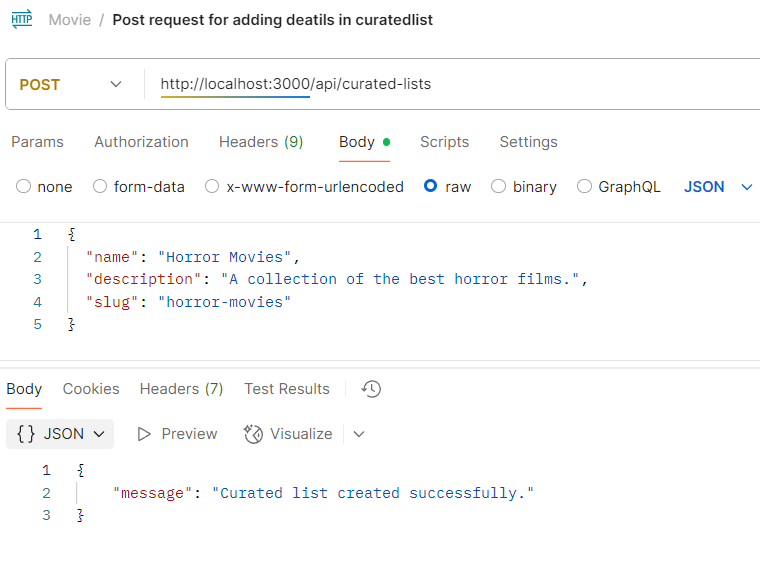 HTTP Movie / Post request for adding deatils in curatedlist
POST http://localhost:3000/api/curated-lists
Params Authorization Headers (9) Body Scripts Settings
none form-data x-www-form-urlencoded raw binary GraphQL JSON
1 {
2 "name": "Horror Movies",
3 "description": "A collection of the best horror films.",
4 "slug": "horror-movies"
5 }
Body Cookies Headers (7) Test Results
{} JSON Preview Visualize
1 {
2 "message": "Curated list created successfully."
3 }